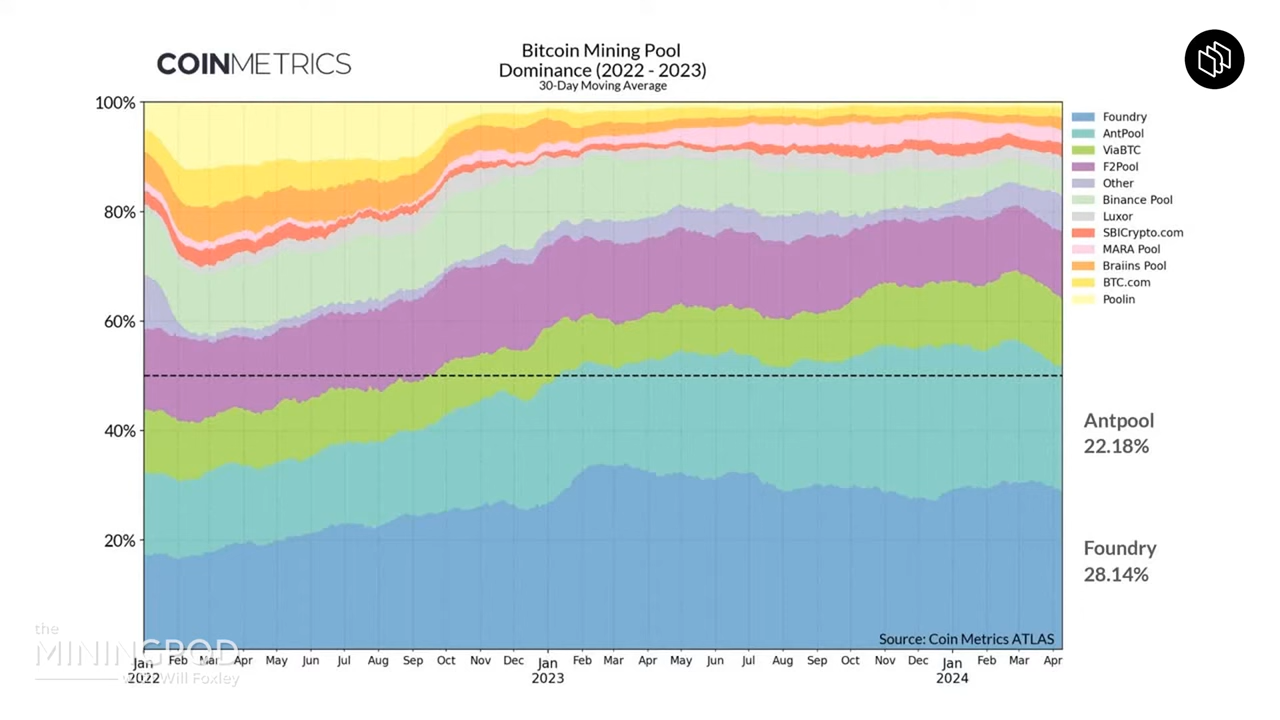 COINMETRICS
Bitcoin Mining Pool
Dominance (2022 - 2023)
30-Day Moving Average
100%
80%
60%
40%
20%
Foundry
AntPool
ViaBTC
F2Pool
Other
Binance Pool
Luxor
SBICrypto.com
MARA Pool
Braiins Pool
BTC.com
Poolin
Antpool
22.18%
Foundry
28.14%
Source: Coin Metrics ATLAS
Jan Feb Mar Apr May Jun Jul Aug Sep Oct Nov Dec Jan Feb Mar Apr May Jun Jul Aug Sep Oct Nov Dec Jan Feb Mar Apr
2022 2023 2024
the
MININGPOD
with Will Foxley